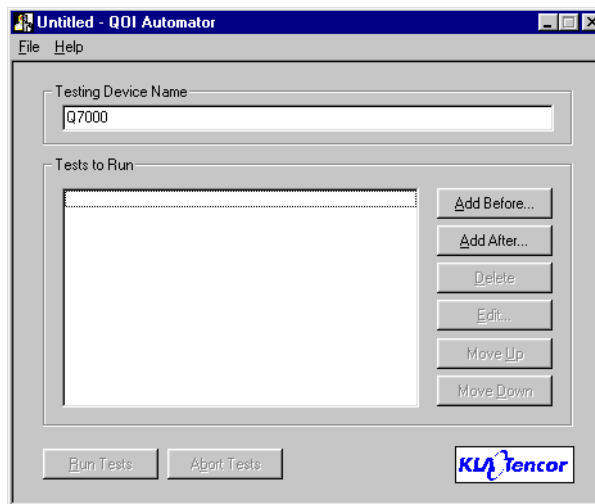 Untitled - QOI Automator
File Help
Testing Device Name
Q7000
Tests to Run
Add Before...
Add After...
Delete
Edit...
Move Up
Move Down
Run Tests Abort Tests
KLA Tencor